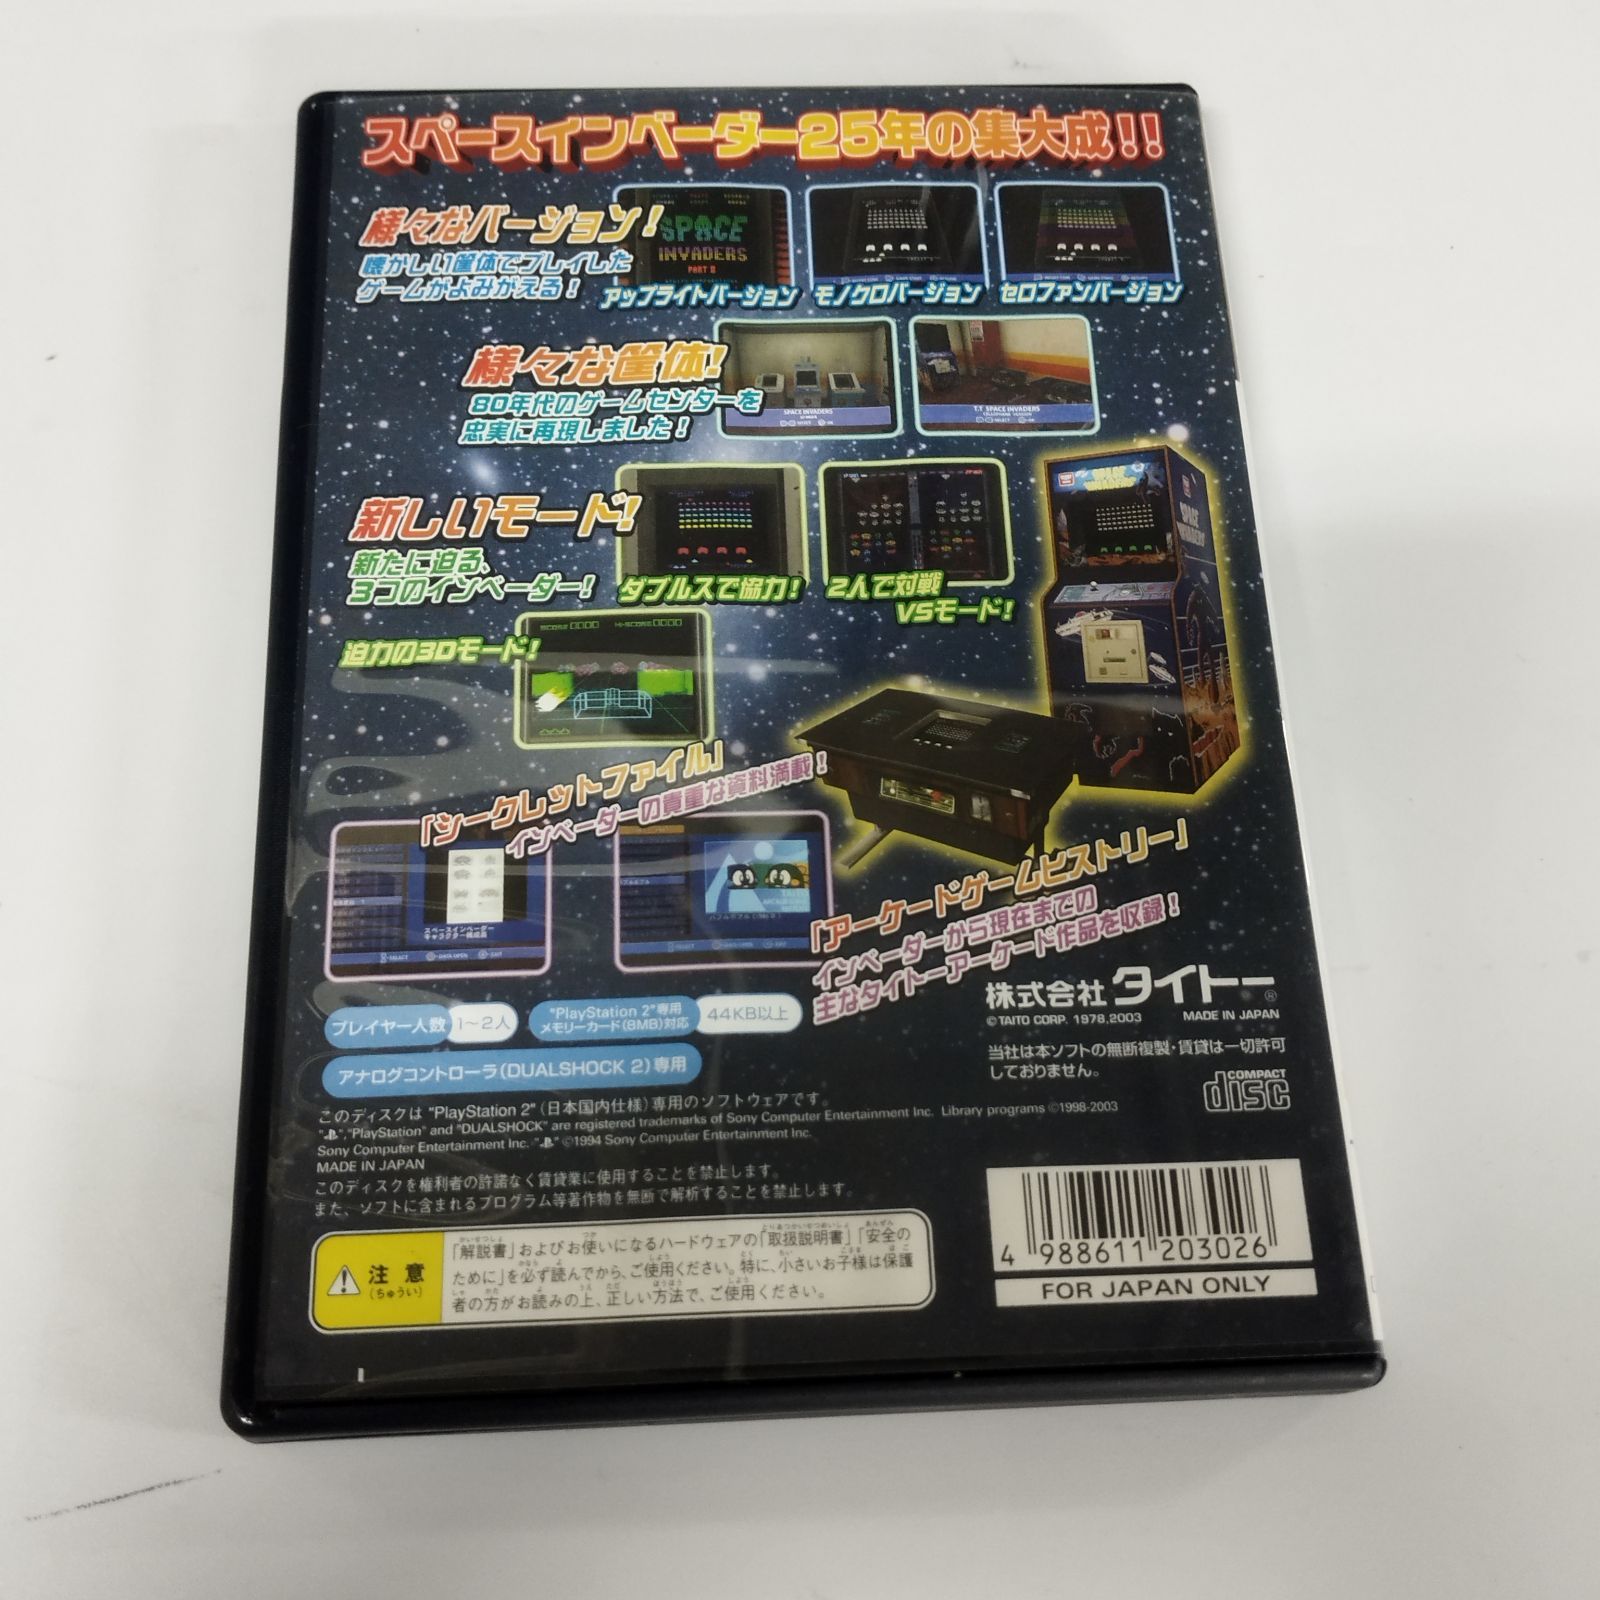 スペースインベーダー25年の集大成!!
様々なバージョン!
懐かしい筐体でプレイした
ゲームがよみがえる!
SPACE
INVADERS
PART II
アップライトバージョン
モノクロバージョン
セロファンバージョン
様々な筐体!
80年代のゲームセンターを
忠実に再現しました!
SPACE INVADERS
T.T SPACE INVADERS
CELLOPHANE VERSION
新しいモード!
新たに迫る、
3つのインベーダー!
ダブルスで協力!
2人で対戦
VSモード!
迫力の3Dモード!
SPACE
INVADERS
「シークレットファイル」
インベーダーの貴重な資料満載!
スペースインベーダー
キャラクター構成表
「アーケードゲームヒストリー」
インベーダーから現在までの
主なタイトーアーケード作品を収録!
株式会社 タイトー®
©TAITO CORP. 1978,2003 MADE IN JAPAN
当社は本ソフトの無断複製・賃貸は一切許可
しておりません。
COMPACT
disc
プレイヤー人数 1~2人
"PlayStation 2"専用
メモリーカード(8MB)対応 44KB以上
アナログコントローラ(DUALSHOCK 2)専用
このディスクは "PlayStation 2" (日本国内仕様) 専用のソフトウェアです。
"PlayStation" and "DUALSHOCK" are registered trademarks of Sony Computer Entertainment Inc. Library programs ©1998-2003
Sony Computer Entertainment Inc. ©1994 Sony Computer Entertainment Inc.
MADE IN JAPAN
このディスクを権利者の許諾なく賃貸業に使用することを禁止します。
また、ソフトに含まれるプログラム等著作物を無断で解析することを禁止します。
注意
(ちゅうい)
「解説書」およびお使いになるハードウェアの「取扱説明書」「安全の
ために」を必ず読んでから、ご使用ください。特に、小さいお子様は保護
者の方がお読みの上、正しい方法で、ご使用ください。
4 988611 203026
FOR JAPAN ONLY